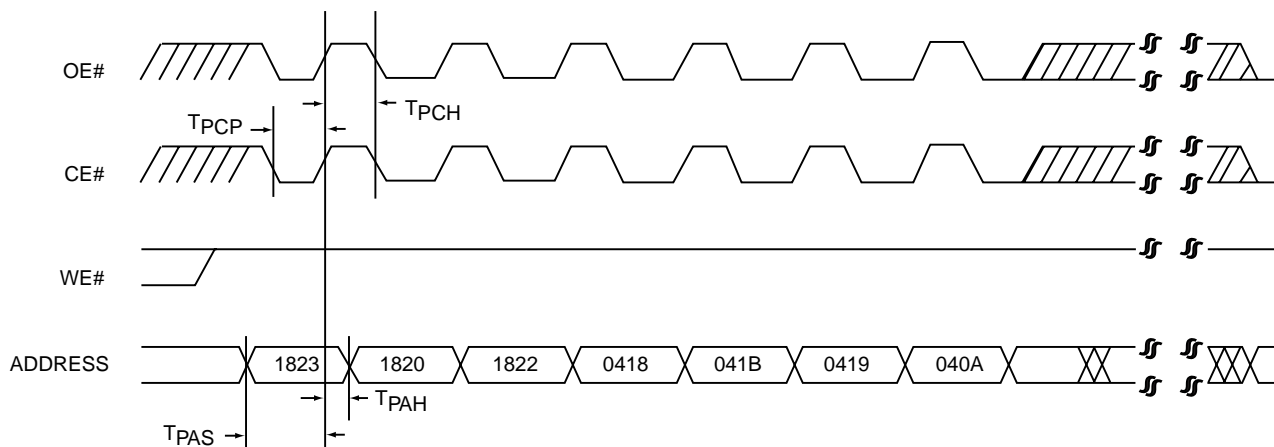 OE#
TPCH
TPCP
CE#
WE#
ADDRESS 1823 1820 1822 0418 041B 0419 040A
TPAH
TPAS